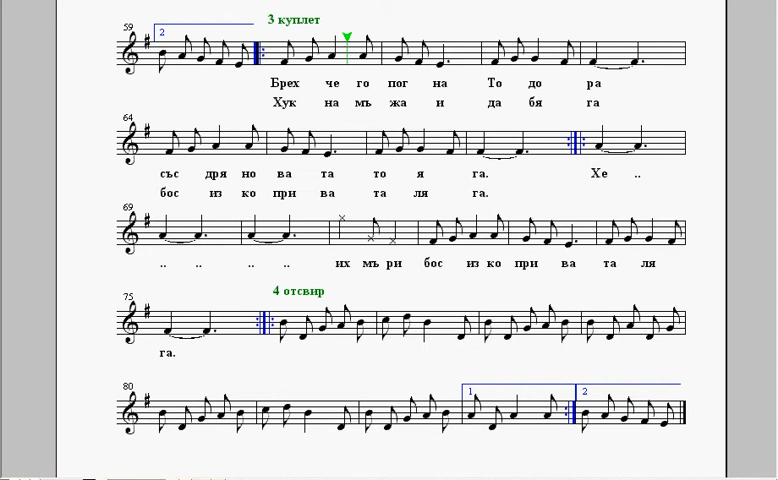 3 куплет
59
2
Брех че го пог на То до ра
Хук на мъ жа и да бя га
64
със дря но ва та то я га. Хе ..
бос из ко при ва та ля га.
69
.. .. .. .. их мъ ри бос из ко при ва та ля
4 отсвир
75
га.
80
1 2